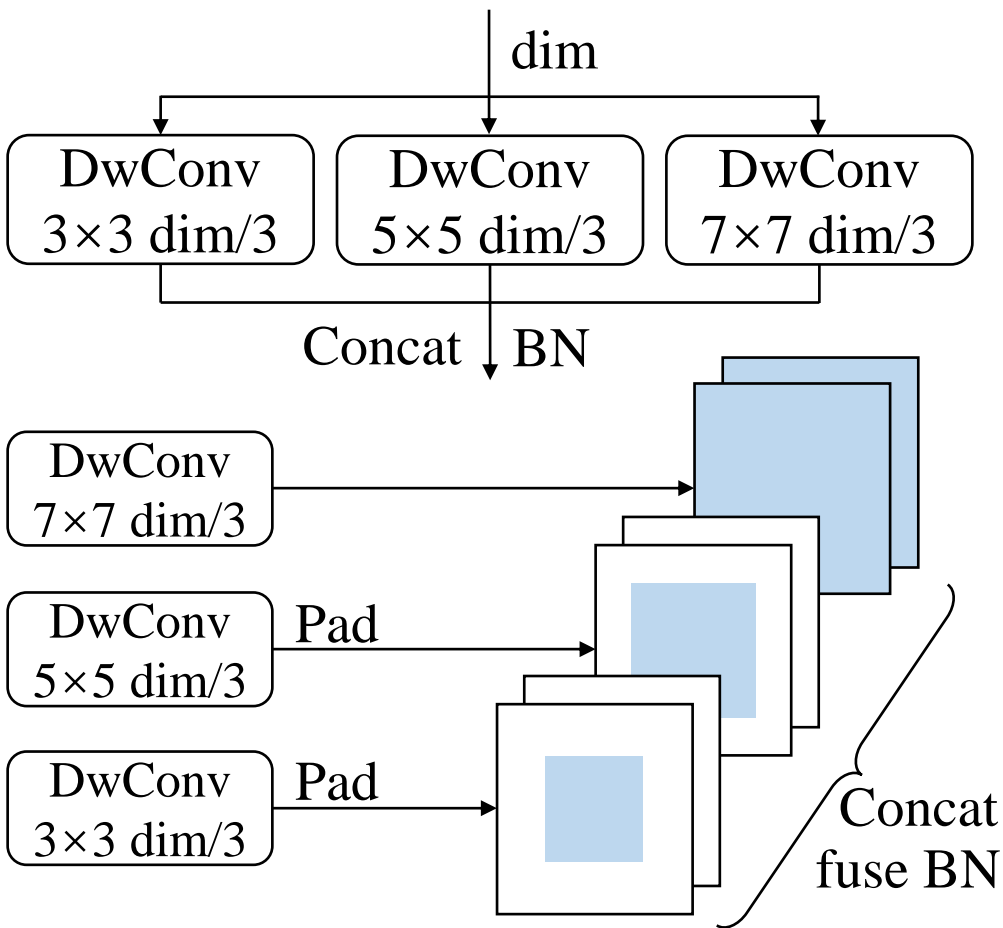 dim
DwConv
3×3 dim/3
DwConv
5×5 dim/3
DwConv
7×7 dim/3
Concat
BN
DwConv
7×7 dim/3
DwConv
5×5 dim/3
Pad
DwConv
3×3 dim/3
Pad
Concat
fuse BN